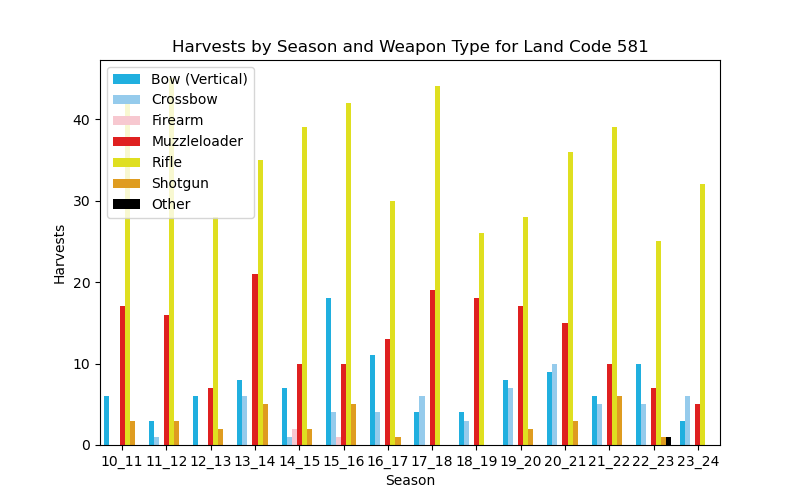 Harvests by Season and Weapon Type for Land Code 581
Bow (Vertical)
Crossbow
Firearm
Muzzleloader
Rifle
Shotgun
Other
40
30
20
10
0
Harvests
10_11 11_12 12_13 13_14 14_15 15_16 16_17 17_18 18_19 19_20 20_21 21_22 22_23 23_24
Season